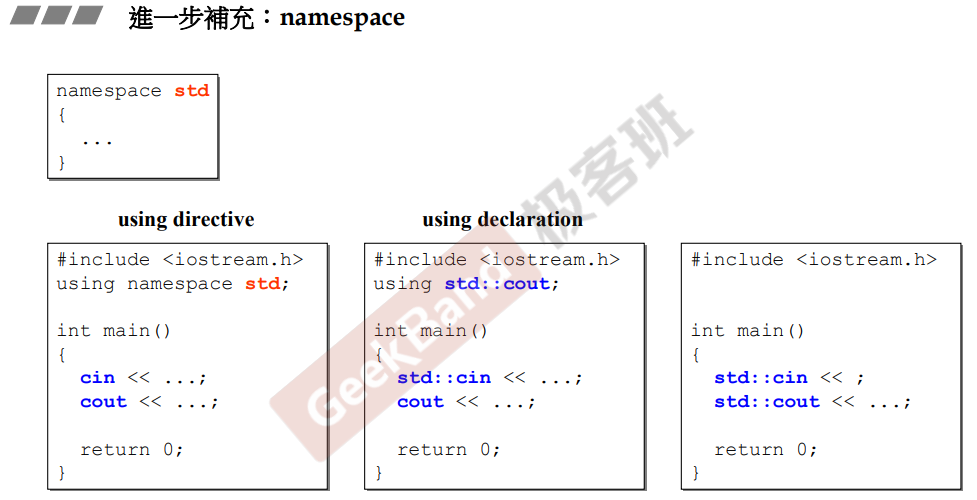 進一步補充：namespace
namespace std
{
...
}
using directive
#include <iostream.h>
using namespace std;
int main()
{
cin << ...;
cout << ...;
return 0;
}
using declaration
#include <iostream.h>
using std::cout;
int main()
{
std::cin << ...;
cout << ...;
return 0;
}
#include <iostream.h>
int main()
{
std::cin << ;
std::cout << ...;
return 0;
}
GeekBand
极客班